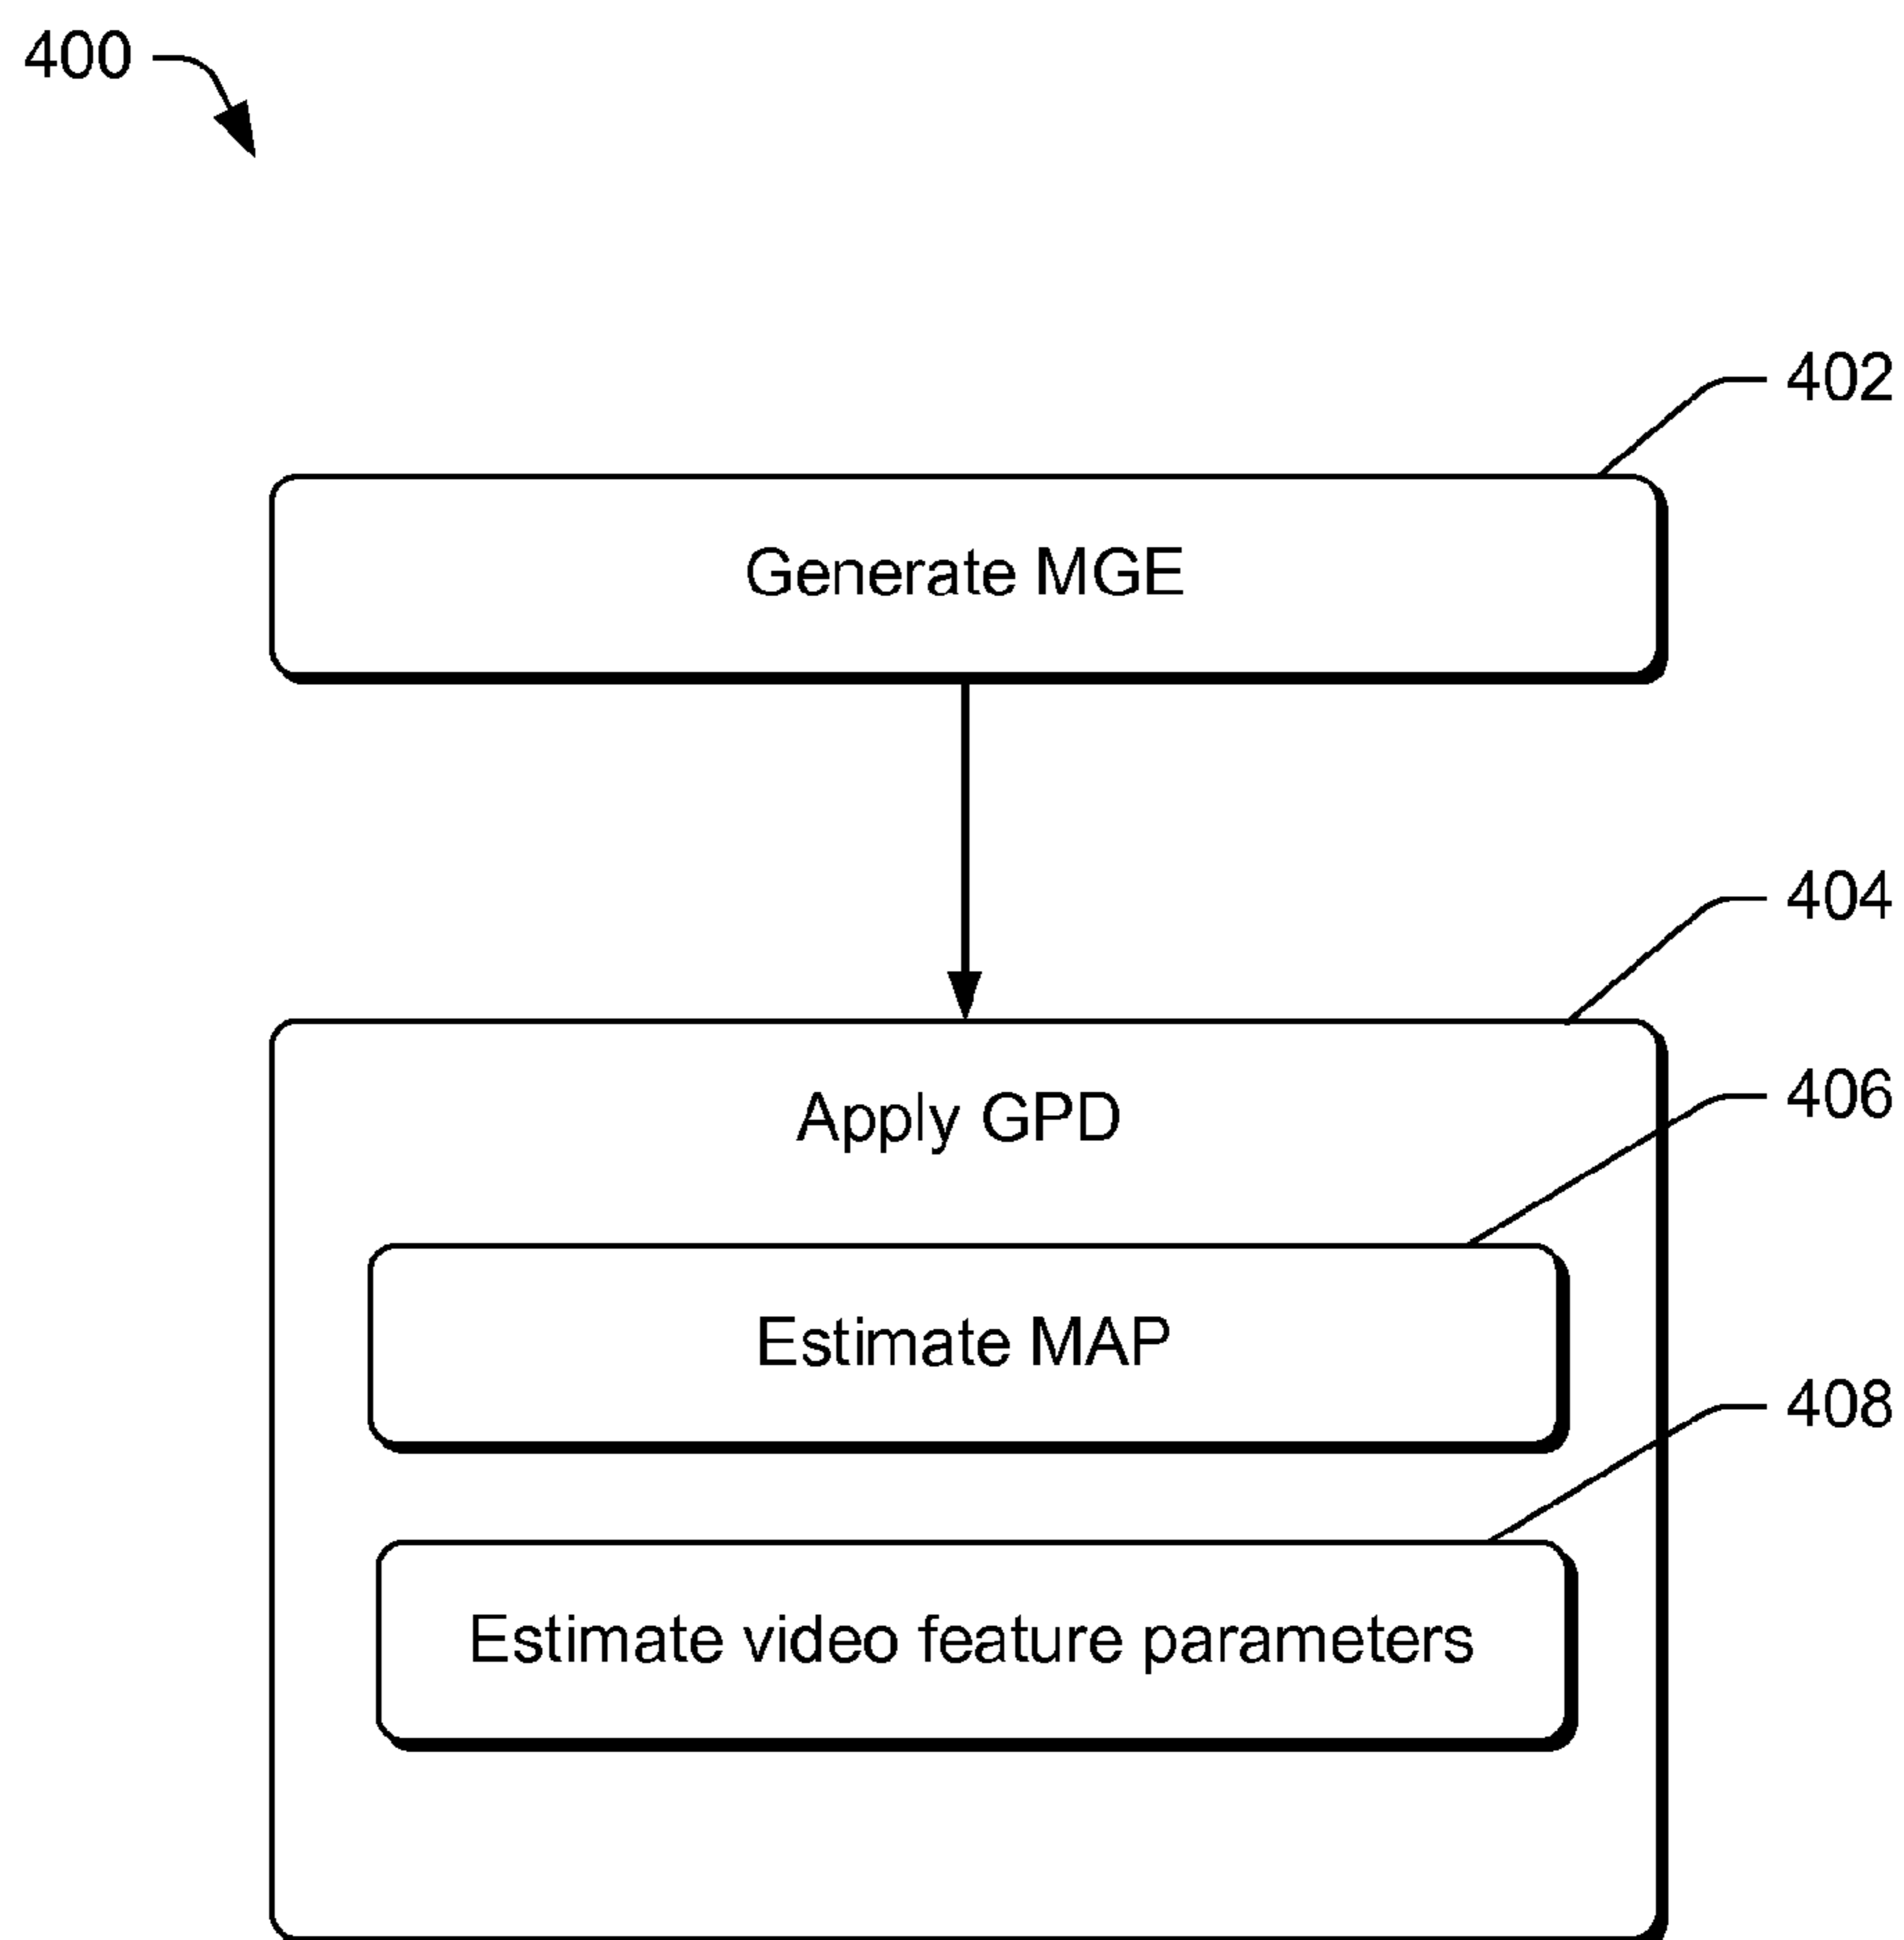 400
402
Generate MGE
404
Apply GPD
406
Estimate MAP
408
Estimate video feature parameters